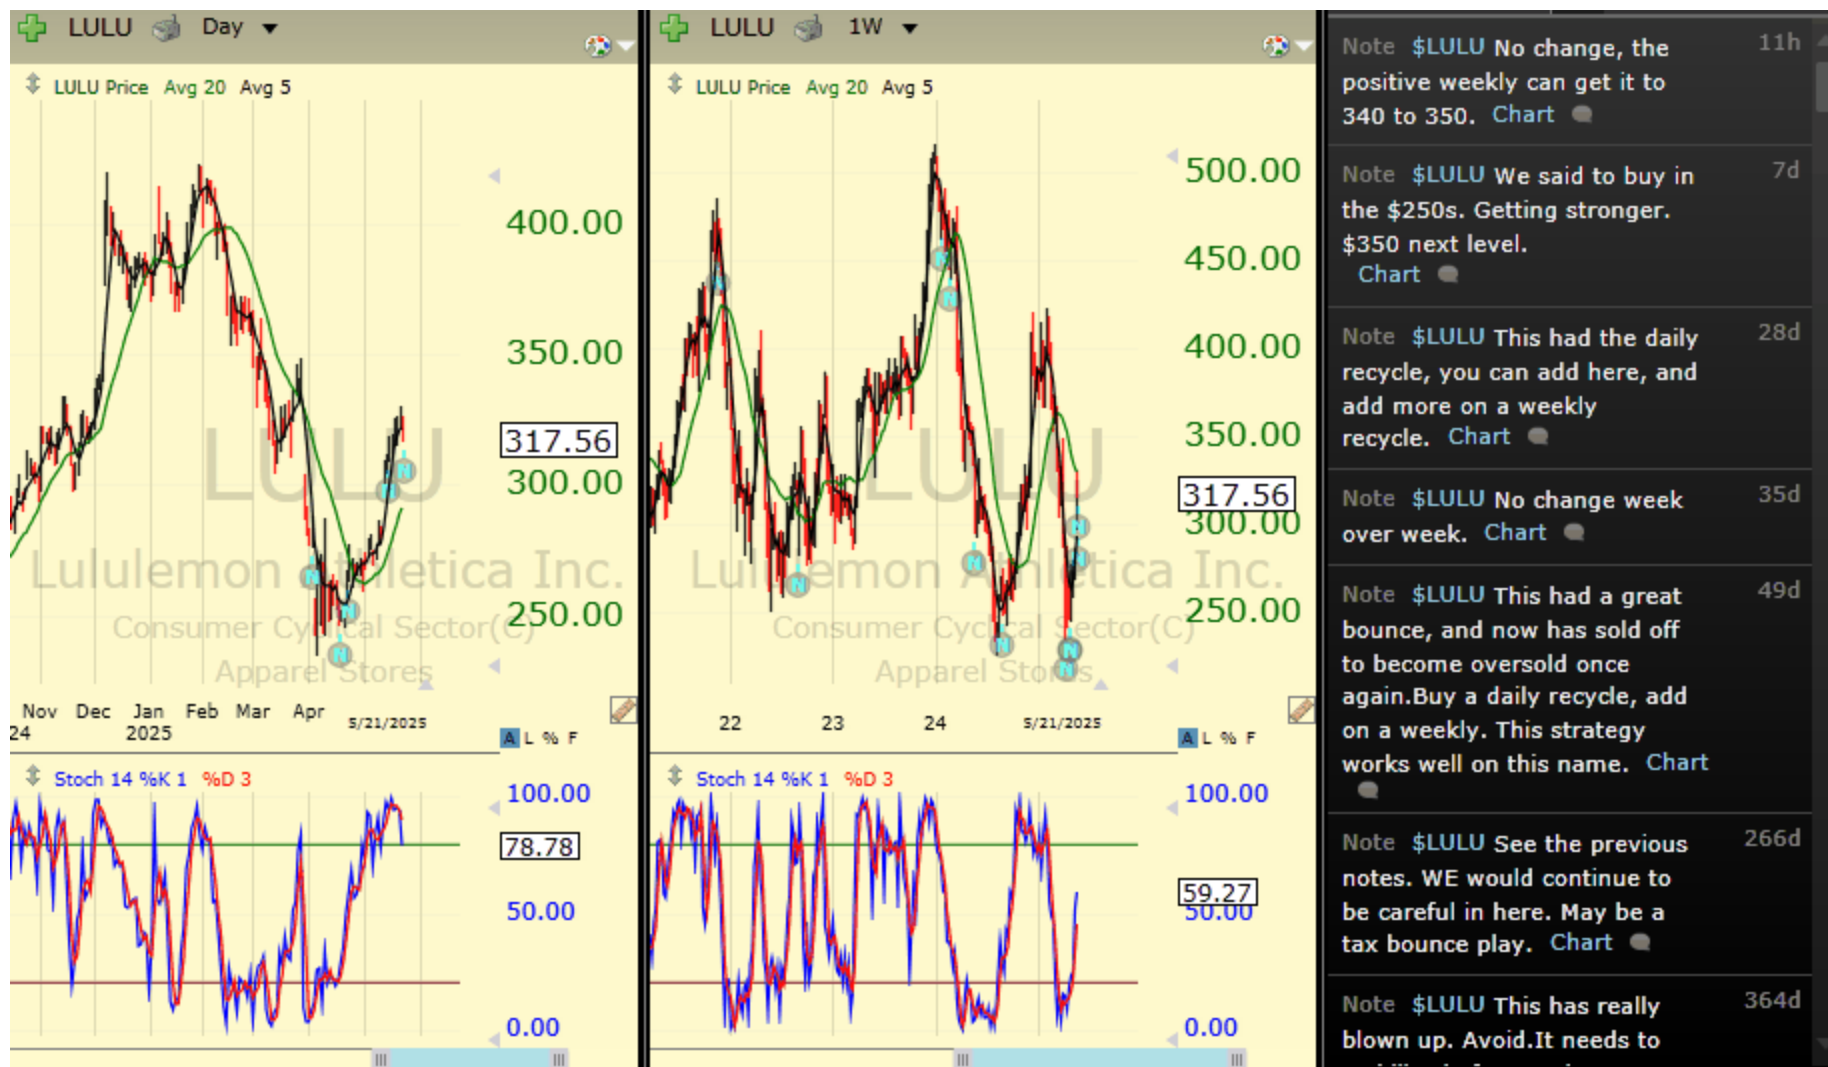 LULU Day
LULU Price Avg 20 Avg 5
400.00
350.00
317.56
300.00
250.00
LULU
Lululemon Athletica Inc.
Consumer Cyclical Sector(C)
Apparel Stores
N
N
N
N
N
Nov Dec Jan Feb Mar Apr 5/21/2025
24 2025
A L % F
Stoch 14 %K 1 %D 3
100.00
78.78
50.00
0.00
LULU 1W
LULU Price Avg 20 Avg 5
500.00
450.00
400.00
350.00
317.56
300.00
250.00
LULU
Lululemon Athletica Inc.
Consumer Cyclical Sector(C)
Apparel Stores
N
N
N
N
N
N
N
N
N
N
22 23 24 5/21/2025
A L % F
Stoch 14 %K 1 %D 3
100.00
59.27
50.00
0.00
Note $LULU No change, the 11h
positive weekly can get it to
340 to 350. Chart
Note $LULU We said to buy in 7d
the $250s. Getting stronger.
$350 next level.
Chart
Note $LULU This had the daily 28d
recycle, you can add here, and
add more on a weekly
recycle. Chart
Note $LULU No change week 35d
over week. Chart
Note $LULU This had a great 49d
bounce, and now has sold off
to become oversold once
again.Buy a daily recycle, add
on a weekly. This strategy
works well on this name. Chart
Note $LULU See the previous 266d
notes. WE would continue to
be careful in here. May be a
tax bounce play. Chart
Note $LULU This has really 364d
blown up. Avoid.It needs to